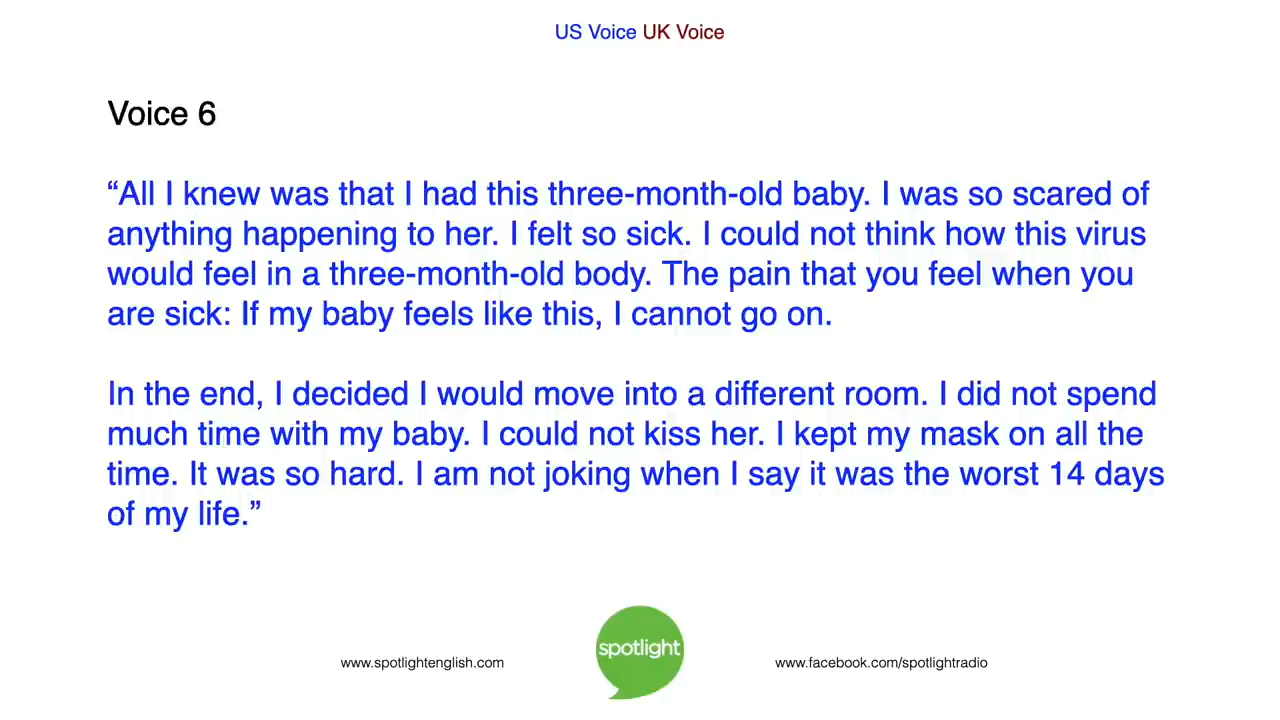 US Voice UK Voice
Voice 6
“All I knew was that I had this three-month-old baby. I was so scared of
anything happening to her. I felt so sick. I could not think how this virus
would feel in a three-month-old body. The pain that you feel when you
are sick: If my baby feels like this, I cannot go on.
In the end, I decided I would move into a different room. I did not spend
much time with my baby. I could not kiss her. I kept my mask on all the
time. It was so hard. I am not joking when I say it was the worst 14 days
of my life.”
spotlight
www.spotlightenglish.com
www.facebook.com/spotlightradio